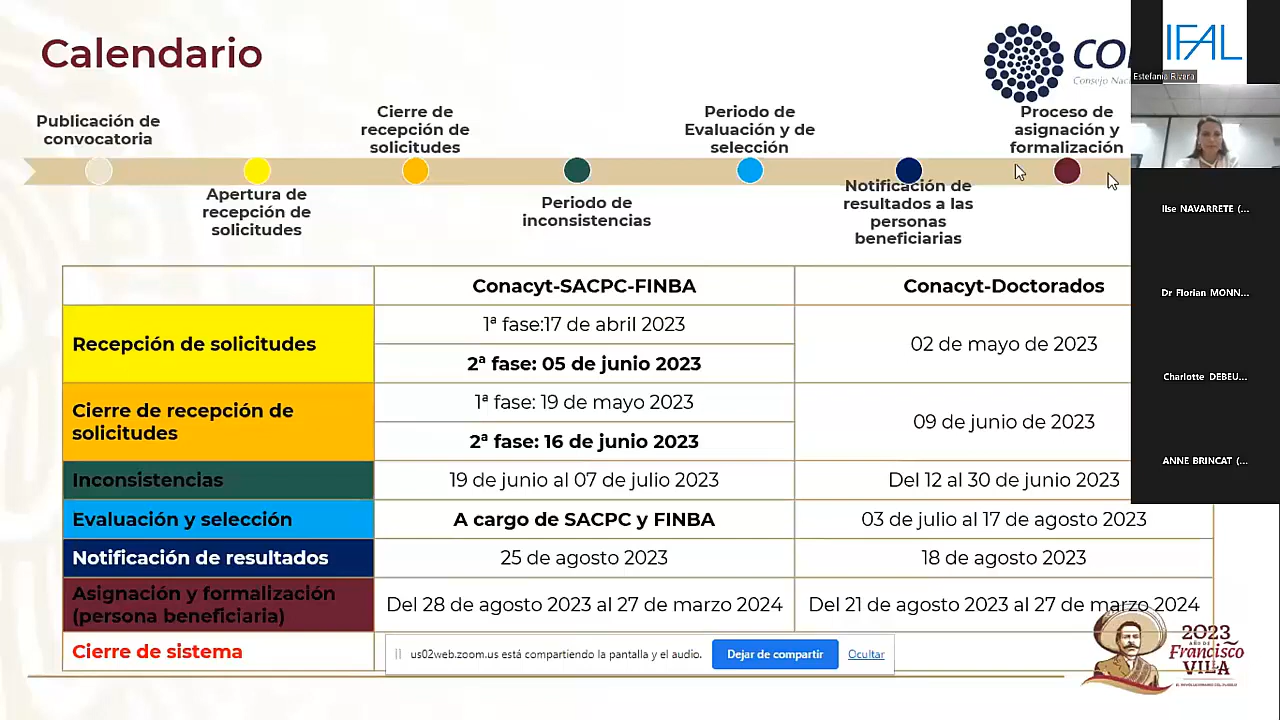 Calendario
Publicación de
convocatoria
Apertura de
recepción de
solicitudes
Cierre de
recepción de
solicitudes
Periodo de
inconsistencias
Periodo de
Evaluación y de
selección
Notificación de
resultados a las
personas
beneficiarias
Proceso de
asignación y
formalización
IFAL
Estefania Rivera
Ilse NAVARRETE (...
Dr Florian MONN...
Charlotte DEBEU...
ANNE BRINCAT (...
Conacyt-SACPC-FINBA
Conacyt-Doctorados
Recepción de solicitudes
1ª fase:17 de abril 2023
2ª fase: 05 de junio 2023
02 de mayo de 2023
Cierre de recepción de
solicitudes
1ª fase: 19 de mayo 2023
2ª fase: 16 de junio 2023
09 de junio de 2023
Inconsistencias
19 de junio al 07 de julio 2023
Del 12 al 30 de junio 2023
Evaluación y selección
A cargo de SACPC y FINBA
03 de julio al 17 de agosto 2023
Notificación de resultados
25 de agosto 2023
18 de agosto 2023
Asignación y formalización
(persona beneficiaria)
Del 28 de agosto 2023 al 27 de marzo 2024
Del 21 de agosto 2023 al 27 de marzo 2024
Cierre de sistema
us02web.zoom.us está compartiendo la pantalla y el audio.
Dejar de compartir
Ocultar
2023
AÑO DE
Francisco
VILLA
EL REVOLUCIONARIO DEL PUEBLO